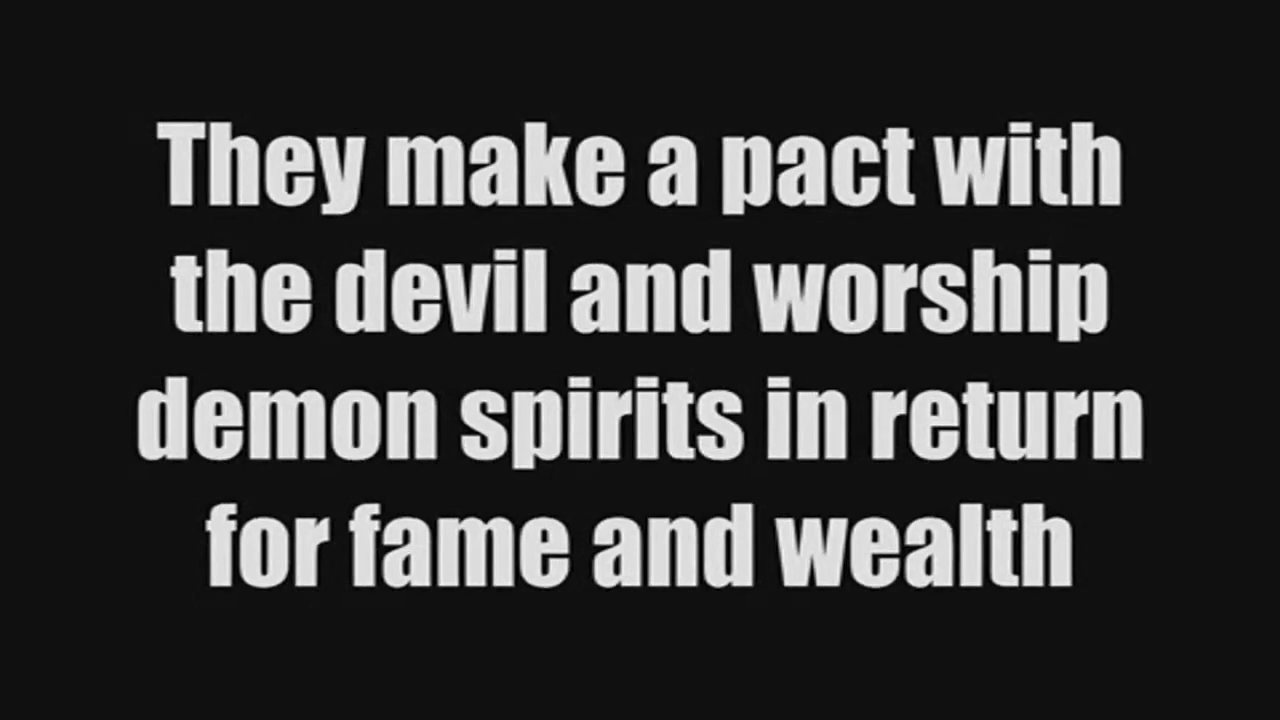 They make a pact with
the devil and worship
demon spirits in return
for fame and wealth